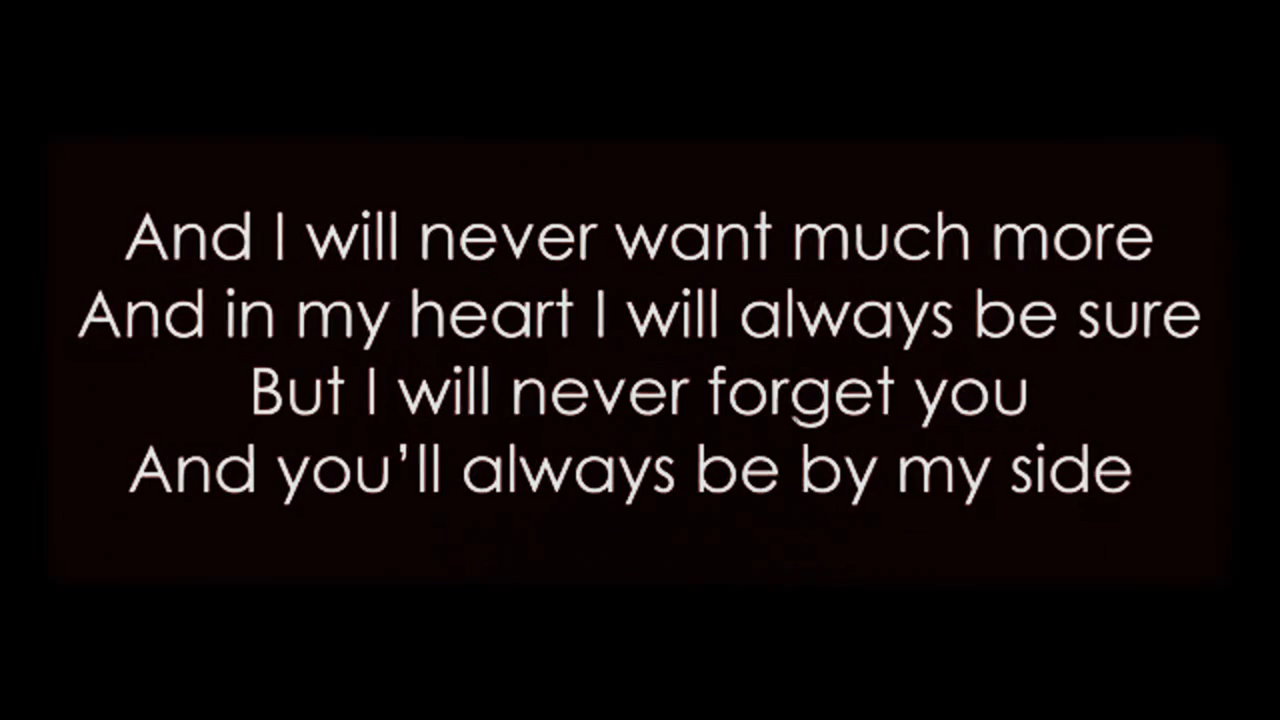 And I will never want much more
And in my heart I will always be sure
But I will never forget you
And you’ll always be by my side